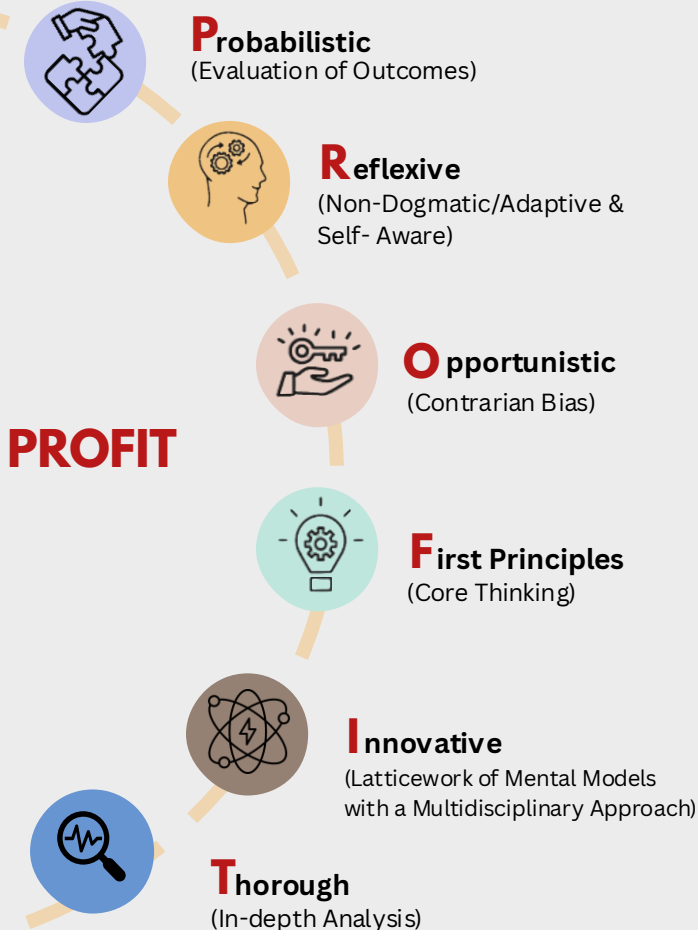 Probabilistic
(Evaluation of Outcomes)
Reflexive
(Non-Dogmatic/Adaptive &
Self- Aware)
Opportunistic
(Contrarian Bias)
PROFIT
First Principles
(Core Thinking)
Innovative
(Latticework of Mental Models
with a Multidisciplinary Approach)
Thorough
(In-depth Analysis)